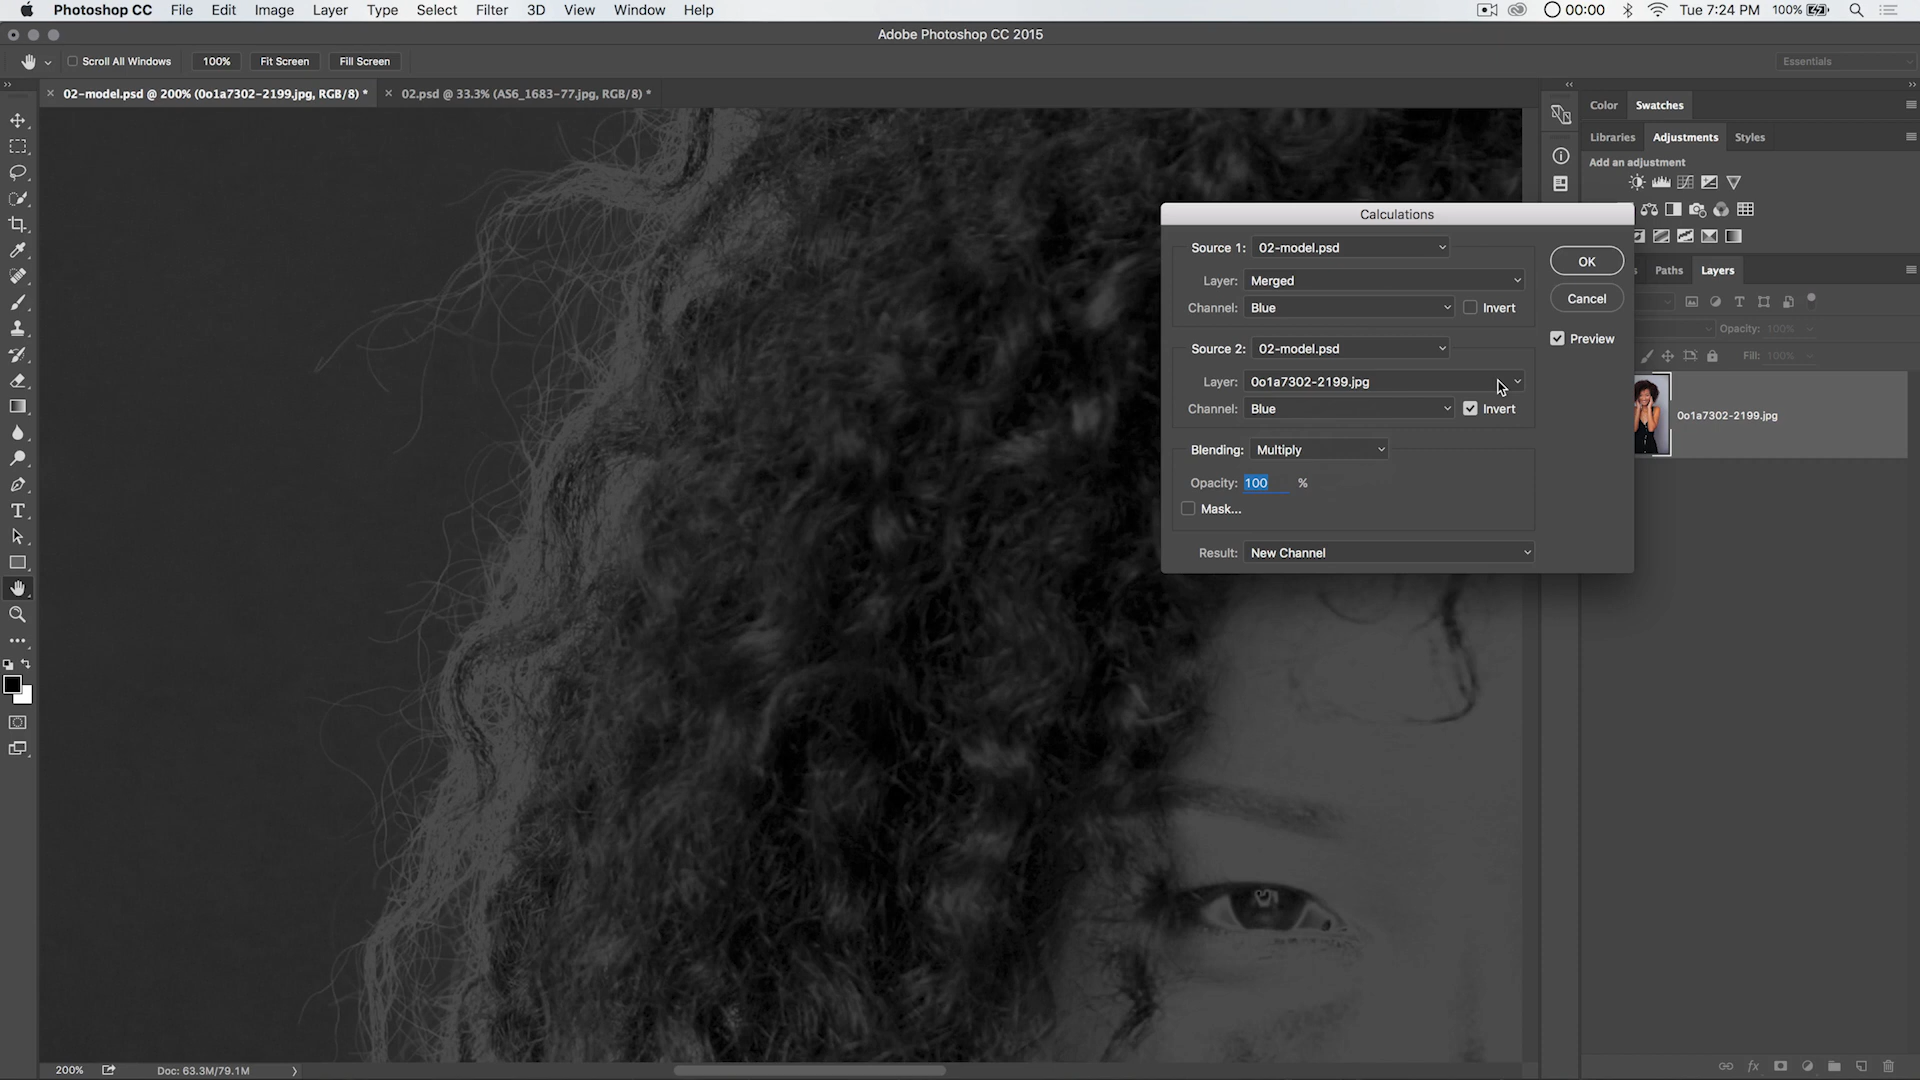 Photoshop CC File Edit Image Layer Type Select Filter 3D View Window Help 00:00 Tue 7:24 PM 100%
Adobe Photoshop CC 2015
Scroll All Windows 100% Fit Screen Fill Screen Essentials
02-model.psd @ 200% (0o1a7302-2199.jpg, RGB/8) * 02.psd @ 33.3% (AS6_1683-77.jpg, RGB/8) *
Color Swatches
Libraries Adjustments Styles
Add an adjustment
Calculations
Source 1: 02-model.psd
OK
Layer: Merged
Cancel
Channel: Blue Invert
Preview
Source 2: 02-model.psd
Layer: 0o1a7302-2199.jpg
Channel: Blue Invert
Blending: Multiply
Opacity: 100 %
Mask...
Result: New Channel
Paths Layers
Opacity: 100%
Fill: 100%
0o1a7302-2199.jpg
200% Doc: 63.3M/79.1M